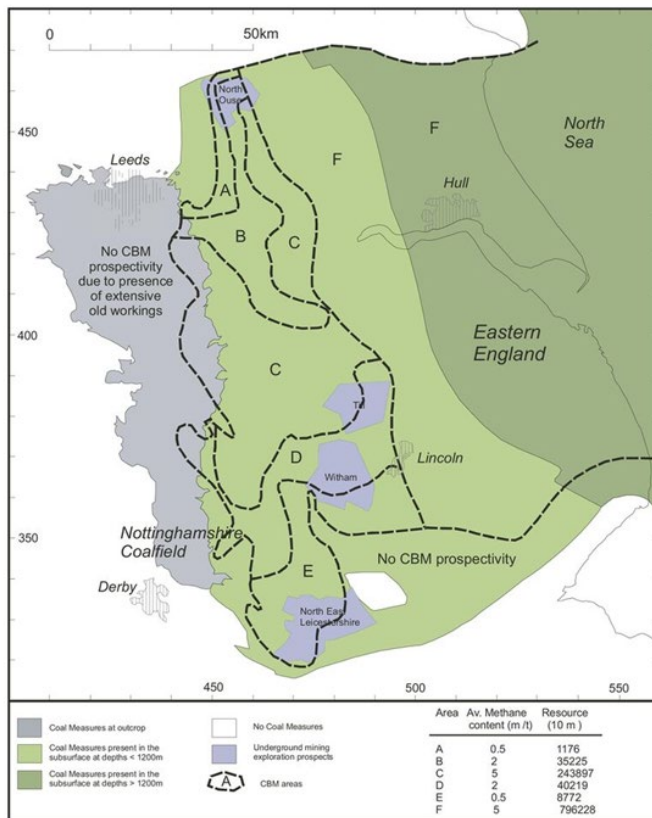 0
50km
North
Ouse
450
F
F
North
Sea
Leeds
Hull
A
B
C
No CBM
prospectivity
due to presence
of extensive
old workings
400
Eastern
England
C
Till
D
Lincoln
Witham
350
Nottinghamshire
Coalfield
No CBM prospectivity
E
Derby
North East
Leicestershire
450
500
550
Coal Measures at outcrop
Coal Measures present in the
subsurface at depths < 1200m
Coal Measures present in the
subsurface at depths > 1200m
No Coal Measures
Underground mining
exploration prospects
A
CBM areas
Area Av. Methane Resource
content (m /t) (10 m )
A 0.5 1176
B 2 35225
C 5 243897
D 2 40219
E 0.5 8772
F 5 796228